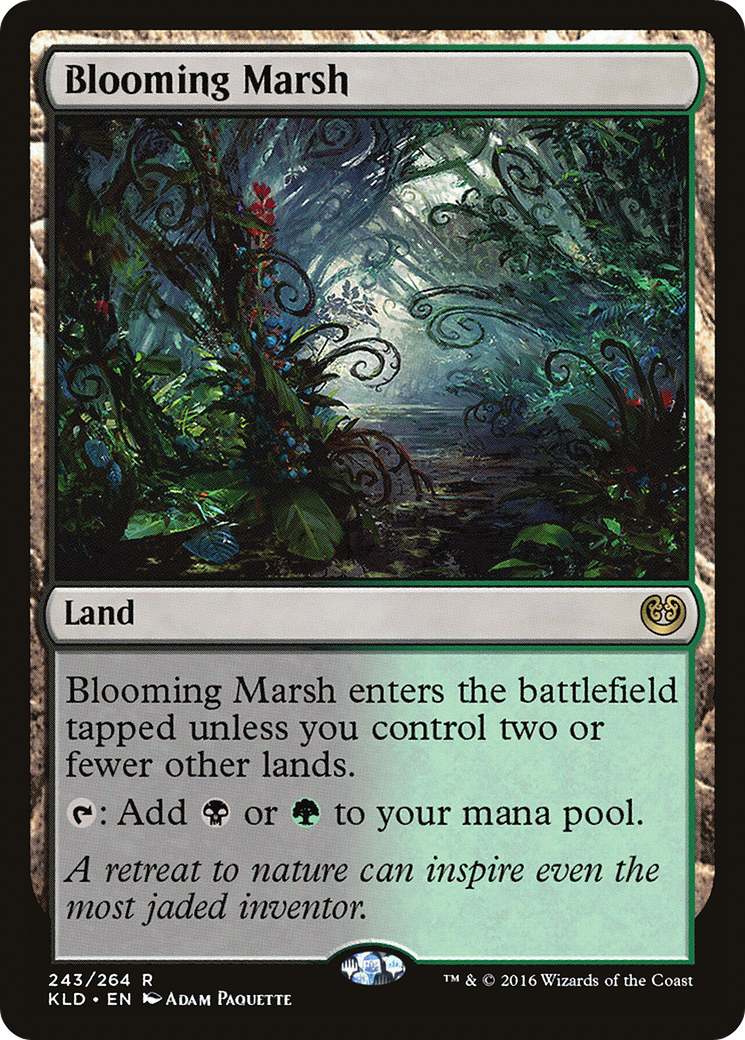 Blooming Marsh
Land
Blooming Marsh enters the battlefield
tapped unless you control two or
fewer other lands.
: Add or to your mana pool.
A retreat to nature can inspire even the
most jaded inventor.
243/264 R
KLD • EN Adam Paquette
™ & © 2016 Wizards of the Coast